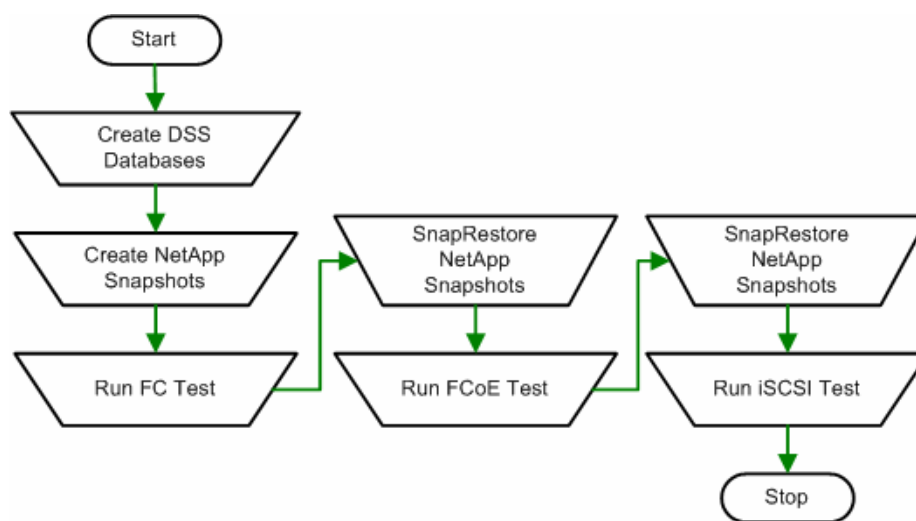 Start
Create DSS
Databases
Create NetApp
Snapshots
Run FC Test
SnapRestore
NetApp
Snapshots
Run FCoE Test
SnapRestore
NetApp
Snapshots
Run iSCSI Test
Stop